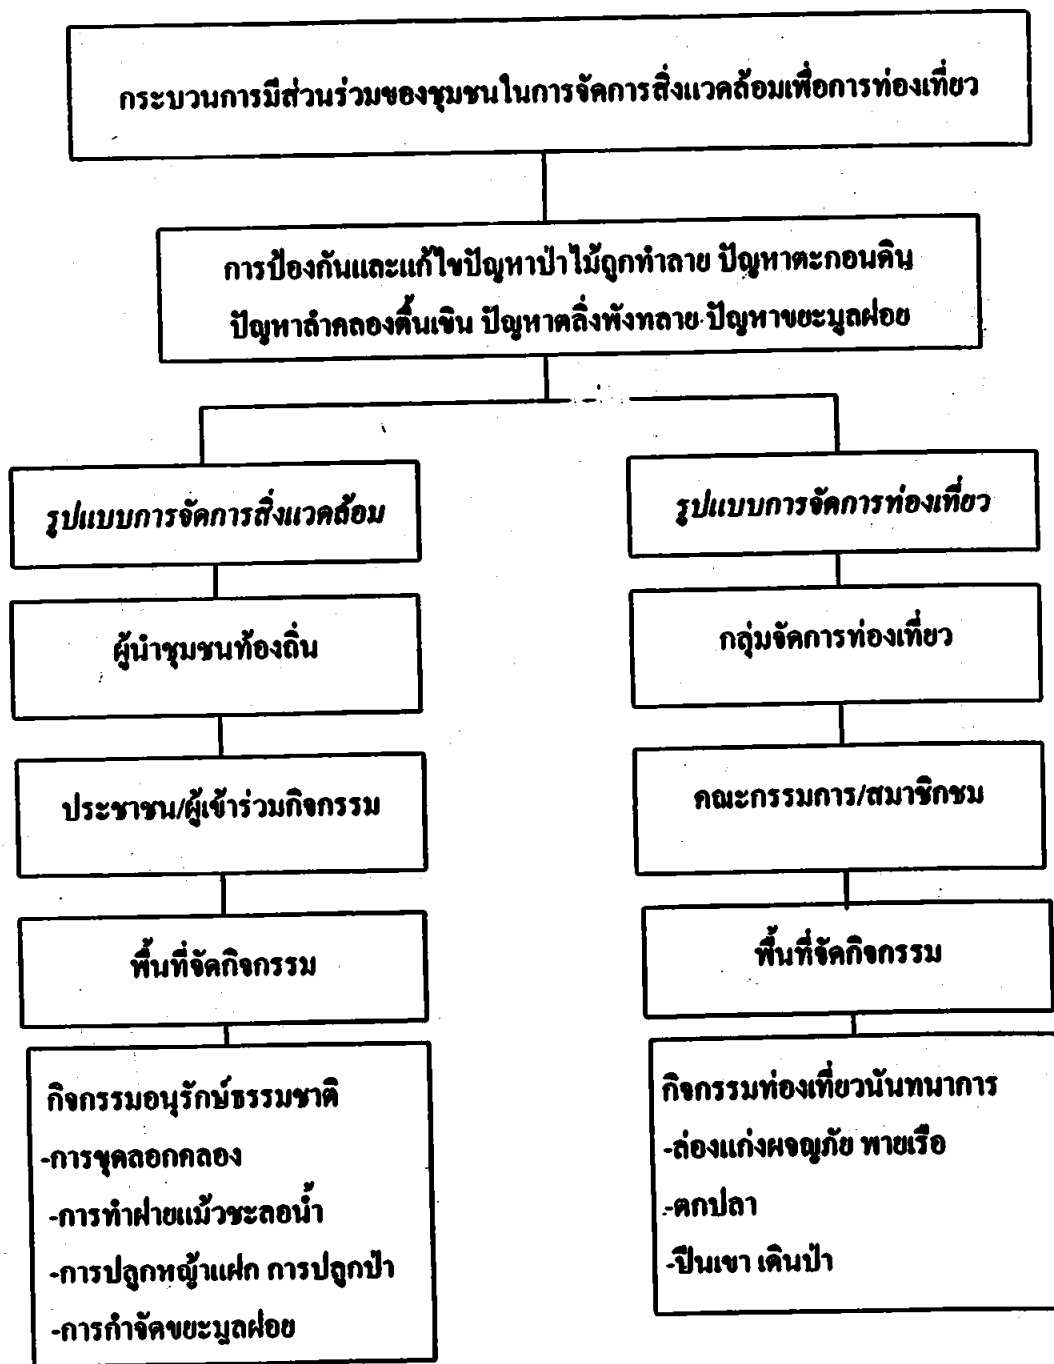 กระบวนการมีส่วนร่วมของชุมชนในการจัดการสิ่งแวดล้อมเพื่อการท่องเที่ยว
การป้องกันและแก้ไขปัญหาป่าไม้ถูกทำลาย ปัญหาตะกอนดิน
ปัญหาลำคลองตื้นเขิน ปัญหาตลิ่งพังทลาย ปัญหาขยะมูลฝอย
รูปแบบการจัดการสิ่งแวดล้อม
ผู้นำชุมชนท้องถิ่น
ประชาชน/ผู้เข้าร่วมกิจกรรม
พื้นที่จัดกิจกรรม
กิจกรรมอนุรักษ์ธรรมชาติ
-การขุดลอกคลอง
-การทำฝายแม้วชะลอน้ำ
-การปลูกหญ้าแฝก การปลูกป่า
-การกำจัดขยะมูลฝอย
รูปแบบการจัดการท่องเที่ยว
กลุ่มจัดการท่องเที่ยว
คณะกรรมการ/สมาชิกชม
พื้นที่จัดกิจกรรม
กิจกรรมท่องเที่ยวนันทนาการ
-ล่องแก่งผจญภัย พายเรือ
-ตกปลา
-ปีนเขา เดินป่า